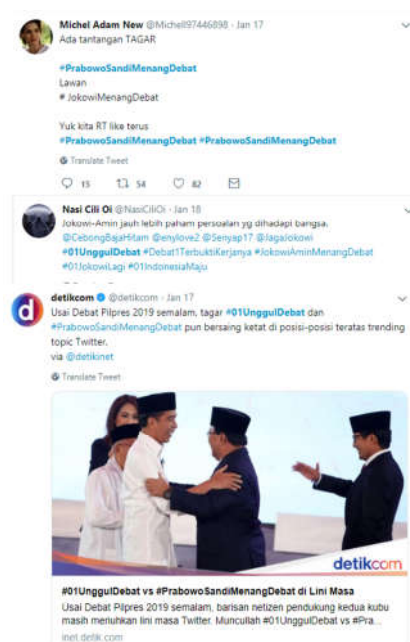 Michel Adam New @Michell97446898 · Jan 17
Ada tantangan TAGAR
#PrabowoSandiMenangDebat
Lawan
# JokowiMenangDebat
Yuk kita RT like terus
#PrabowoSandiMenangDebat #PrabowoSandiMenangDebat
Translate Tweet
15 54 82
Nasi Cili Oi @NasiCiliOi · Jan 18
Jokowi-Amin jauh lebih paham persoalan yg dihadapi bangsa.
@CebongBajaHitam @enylove2 @Senyap17 @JagaJokowi
#01UnggulDebat #Debat1TerbuktiKerjanya #JokowiAminMenangDebat
#01JokowiLagi #01IndonesiaMaju
detikcom @detikcom · Jan 17
Usai Debat Pilpres 2019 semalam, tagar #01UnggulDebat dan
#PrabowoSandiMenangDebat pun bersaing ketat di posisi-posisi teratas trending
topic Twitter.
via @detikinet
Translate Tweet
detikcom
#01UnggulDebat vs #PrabowoSandiMenangDebat di Lini Masa
Usai Debat Pilpres 2019 semalam, barisan netizen pendukung kedua kubu
masih meriuhkan lini masa Twitter. Muncullah #01UnggulDebat vs #Pra...
inet.detik.com